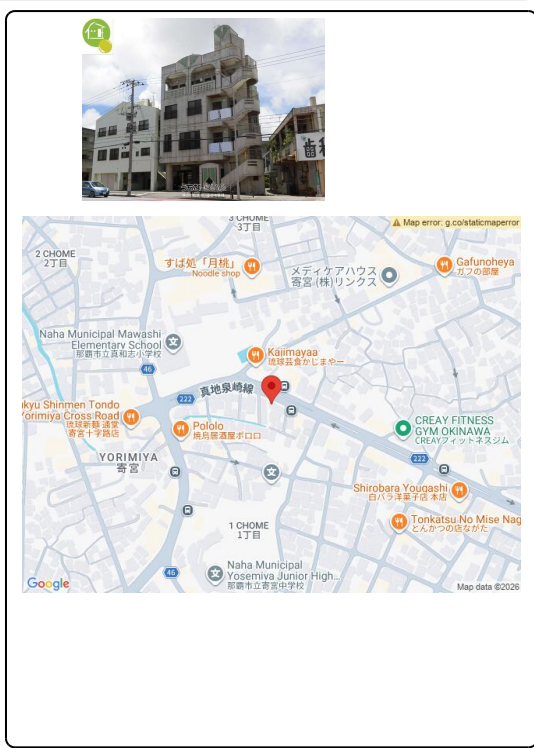 歯科
3 CHOME
3丁目
Map error: g.co/staticmaperror
2 CHOME
2丁目
すば処「月桃」
Noodle shop
メディケアハウス
寄宮 (株)リンクス
Gafunoheya
ガフの部屋
Naha Municipal Mawashi
Elementary School
那覇市立真和志小学校
Kajimayaa
琉球芸食かじまやー
46
真地泉崎線
222
kyu Shinmen Tondo
Yorimiya Cross Road
琉球新麺 通堂
寄宮十字路店
Pololo
焼鳥居酒屋ポロロ
CREAY FITNESS
GYM OKINAWA
CREAYフィットネスジム
YORIMIYA
寄宮
222
Shirobara Yougashi
白バラ洋菓子店 本店
Tonkatsu No Mise Nag
とんかつの店ながた
1 CHOME
1丁目
46
Naha Municipal
Yosemiya Junior High...
那覇市立寄宮中学校
Google
Map data ©2026